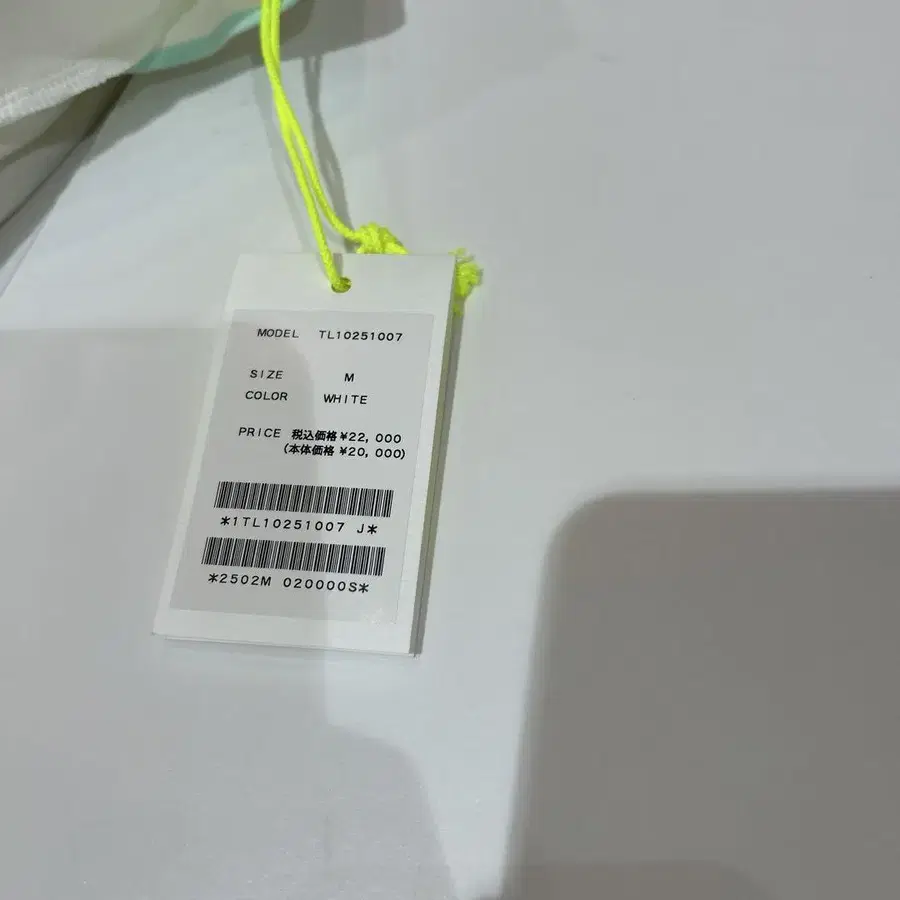 MODEL TL10251007
SIZE M
COLOR WHITE
PRICE 税込価格 ¥22, 000
(本体価格 ¥20, 000)
*1TL10251007 J*
*2502M 020000S*